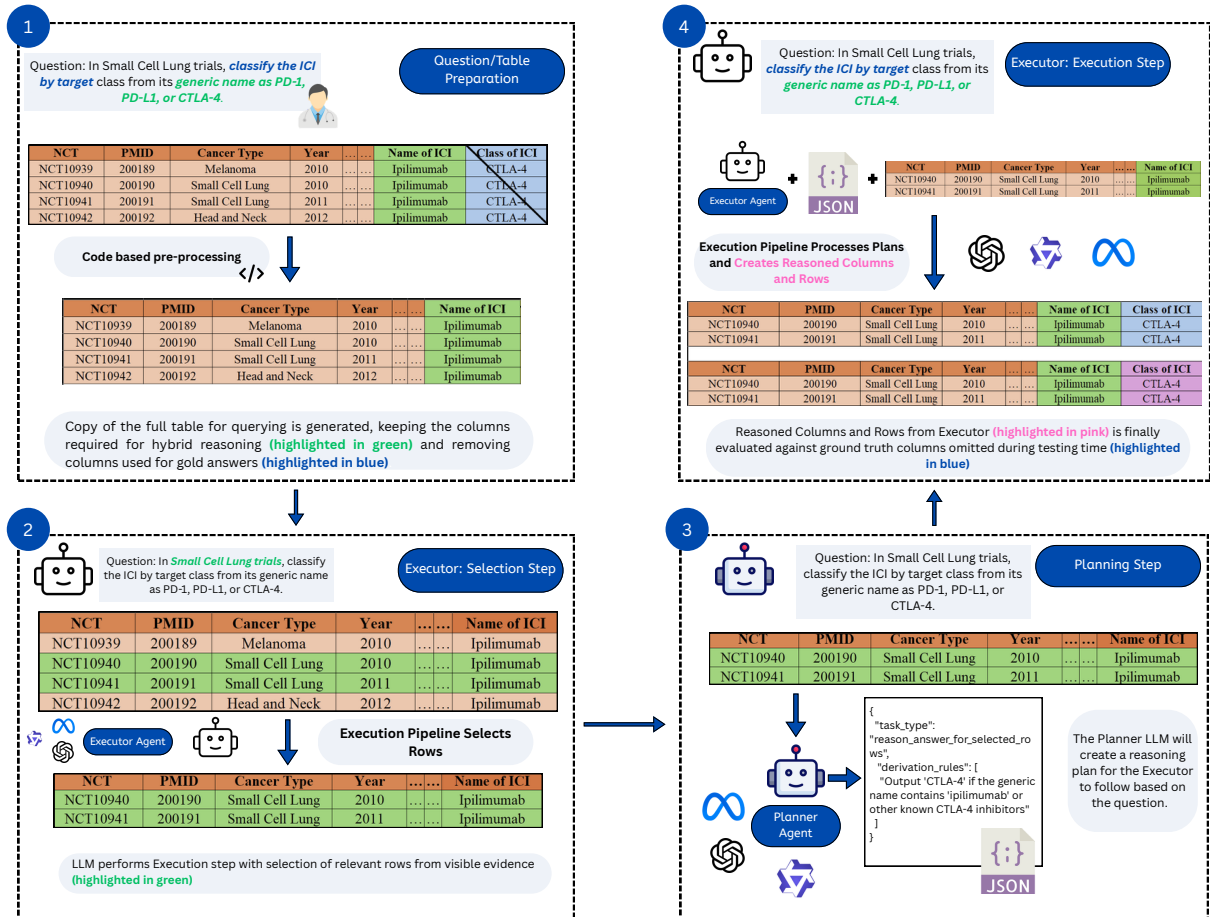 1
Question: In Small Cell Lung trials, classify the ICI
by target class from its generic name as PD-1,
PD-L1, or CTLA-4.
Question/Table
Preparation
NCT PMID Cancer Type Year ... ... Name of ICI Class of ICI
NCT10939 200189 Melanoma 2010 ... ... Ipilimumab CTLA-4
NCT10940 200190 Small Cell Lung 2010 ... ... Ipilimumab CTLA-4
NCT10941 200191 Small Cell Lung 2011 ... ... Ipilimumab CTLA-4
NCT10942 200192 Head and Neck 2012 ... ... Ipilimumab CTLA-4
Code based pre-processing
</>
NCT PMID Cancer Type Year ... ... Name of ICI
NCT10939 200189 Melanoma 2010 ... ... Ipilimumab
NCT10940 200190 Small Cell Lung 2010 ... ... Ipilimumab
NCT10941 200191 Small Cell Lung 2011 ... ... Ipilimumab
NCT10942 200192 Head and Neck 2012 ... ... Ipilimumab
Copy of the full table for querying is generated, keeping the columns
required for hybrid reasoning (highlighted in green) and removing
columns used for gold answers (highlighted in blue)
2
Question: In Small Cell Lung trials, classify
the ICI by target class from its generic name
as PD-1, PD-L1, or CTLA-4.
Executor: Selection Step
NCT PMID Cancer Type Year ... ... Name of ICI
NCT10939 200189 Melanoma 2010 ... ... Ipilimumab
NCT10940 200190 Small Cell Lung 2010 ... ... Ipilimumab
NCT10941 200191 Small Cell Lung 2011 ... ... Ipilimumab
NCT10942 200192 Head and Neck 2012 ... ... Ipilimumab
Executor Agent
Execution Pipeline Selects
Rows
NCT PMID Cancer Type Year ... ... Name of ICI
NCT10940 200190 Small Cell Lung 2010 ... ... Ipilimumab
NCT10941 200191 Small Cell Lung 2011 ... ... Ipilimumab
LLM performs Execution step with selection of relevant rows from visible evidence
(highlighted in green)
3
Question: In Small Cell Lung trials,
classify the ICI by target class from its
generic name as PD-1, PD-L1, or
CTLA-4.
Planning Step
NCT PMID Cancer Type Year ... ... Name of ICI
NCT10940 200190 Small Cell Lung 2010 ... ... Ipilimumab
NCT10941 200191 Small Cell Lung 2011 ... ... Ipilimumab
Planner
Agent
{
"task_type":
"reason_answer_for_selected_ro
ws",
"derivation_rules": [
"Output 'CTLA-4' if the generic
name contains 'ipilimumab' or
other known CTLA-4 inhibitors"
]
}
{;}
JSON
The Planner LLM will
create a reasoning
plan for the Executor
to follow based on
the question.
4
Question: In Small Cell Lung trials,
classify the ICI by target class from its
generic name as PD-1, PD-L1, or
CTLA-4.
Executor: Execution Step
Executor Agent
+
{;}
JSON
+
NCT PMID Cancer Type Year ... ... Name of ICI
NCT10940 200190 Small Cell Lung 2010 ... ... Ipilimumab
NCT10941 200191 Small Cell Lung 2011 ... ... Ipilimumab
Execution Pipeline Processes Plans
and Creates Reasoned Columns
and Rows
NCT PMID Cancer Type Year ... ... Name of ICI Class of ICI
NCT10940 200190 Small Cell Lung 2010 ... ... Ipilimumab CTLA-4
NCT10941 200191 Small Cell Lung 2011 ... ... Ipilimumab CTLA-4
NCT PMID Cancer Type Year ... ... Name of ICI Class of ICI
NCT10940 200190 Small Cell Lung 2010 ... ... Ipilimumab CTLA-4
NCT10941 200191 Small Cell Lung 2011 ... ... Ipilimumab CTLA-4
Reasoned Columns and Rows from Executor (highlighted in pink) is finally
evaluated against ground truth columns omitted during testing time (highlighted
in blue)